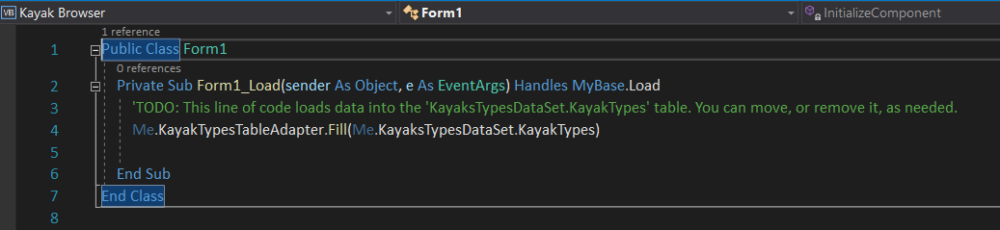 VB Kayak Browser Form1 InitializeComponent
1 reference
1 Public Class Form1
0 references
2 Private Sub Form1_Load(sender As Object, e As EventArgs) Handles MyBase.Load
3 'TODO: This line of code loads data into the 'KayaksTypesDataSet.KayakTypes' table. You can move, or remove it, as needed.
4 Me.KayakTypesTableAdapter.Fill(Me.KayaksTypesDataSet.KayakTypes)
5
6 End Sub
7 End Class
8